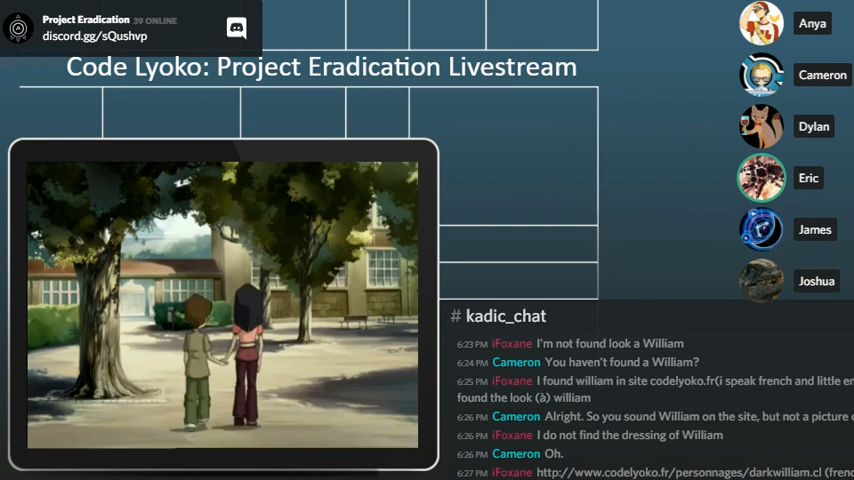 Project Eradication 39 ONLINE
discord.gg/sQushvp
Code Lyoko: Project Eradication Livestream
Anya
Cameron
Dylan
Eric
James
Joshua
# kadic_chat
6:23 PM iFoxane I'm not found look a William
6:24 PM Cameron You haven't found a William?
6:25 PM iFoxane I found william in site codelyoko.fr(i speak french and little en
found the look (à) william
6:26 PM Cameron Alright. So you sound William on the site, but not a picture
6:26 PM iFoxane I do not find the dressing of William
6:26 PM Cameron Oh.
6:27 PM iFoxane http://www.codelyoko.fr/personnages/darkwilliam.cl (fren